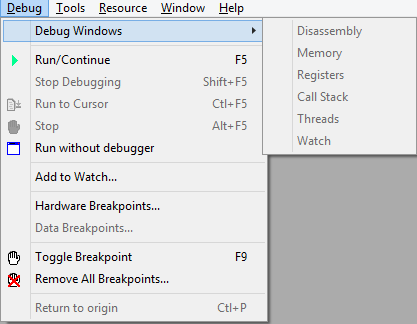 Debug Tools Resource Window Help
Debug Windows
Run/Continue F5
Stop Debugging Shift+F5
Run to Cursor Ctl+F5
Stop Alt+F5
Run without debugger
Add to Watch...
Hardware Breakpoints...
Data Breakpoints...
Toggle Breakpoint F9
Remove All Breakpoints...
Return to origin Ctl+P
Disassembly
Memory
Registers
Call Stack
Threads
Watch